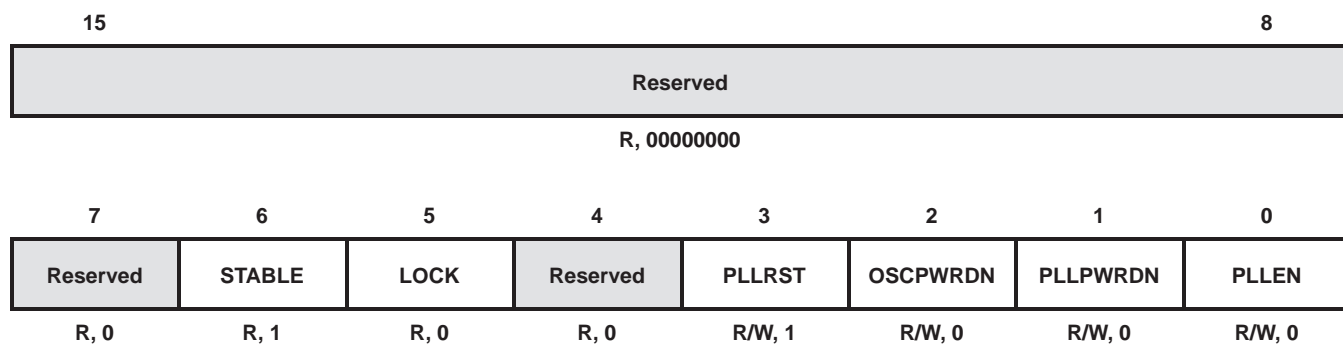 15 8
Reserved
R, 00000000
7 6 5 4 3 2 1 0
Reserved STABLE LOCK Reserved PLLRST OSCPWRDN PLLPWRDN PLLEN
R, 0 R, 1 R, 0 R, 0 R/W, 1 R/W, 0 R/W, 0 R/W, 0